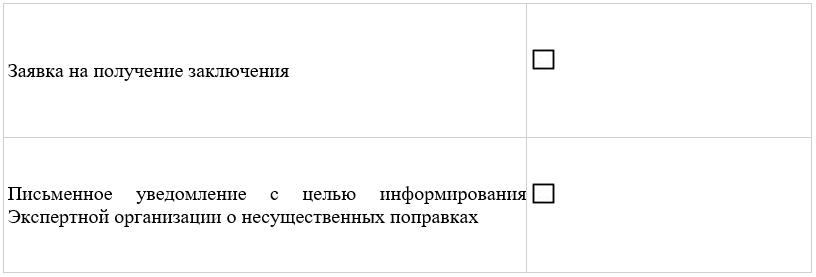 Заявка на получение заключения
Письменное уведомление с целью информирования
Экспертной организации о несущественных поправках